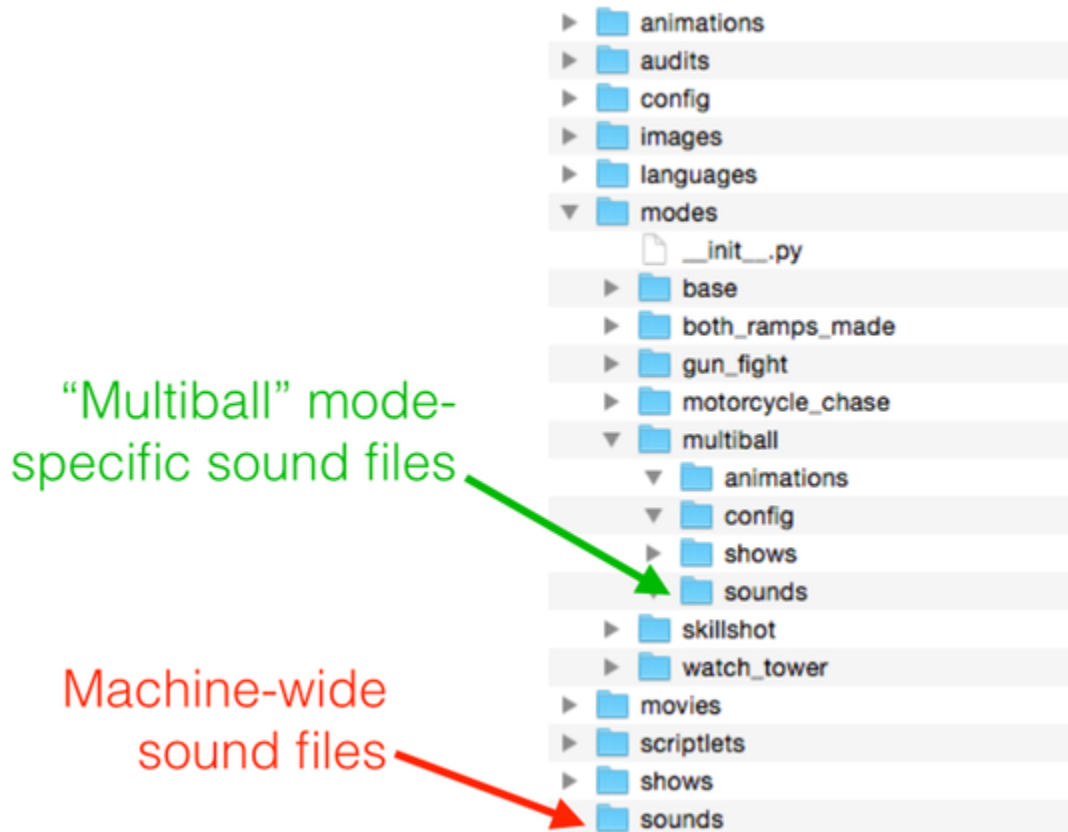 animations
audits
config
images
languages
modes
__init__.py
base
both_ramps_made
gun_fight
motorcycle_chase
multiball
animations
config
shows
sounds
skillshot
watch_tower
movies
scriptlets
shows
sounds
“Multiball” mode-
specific sound files
Machine-wide
sound files